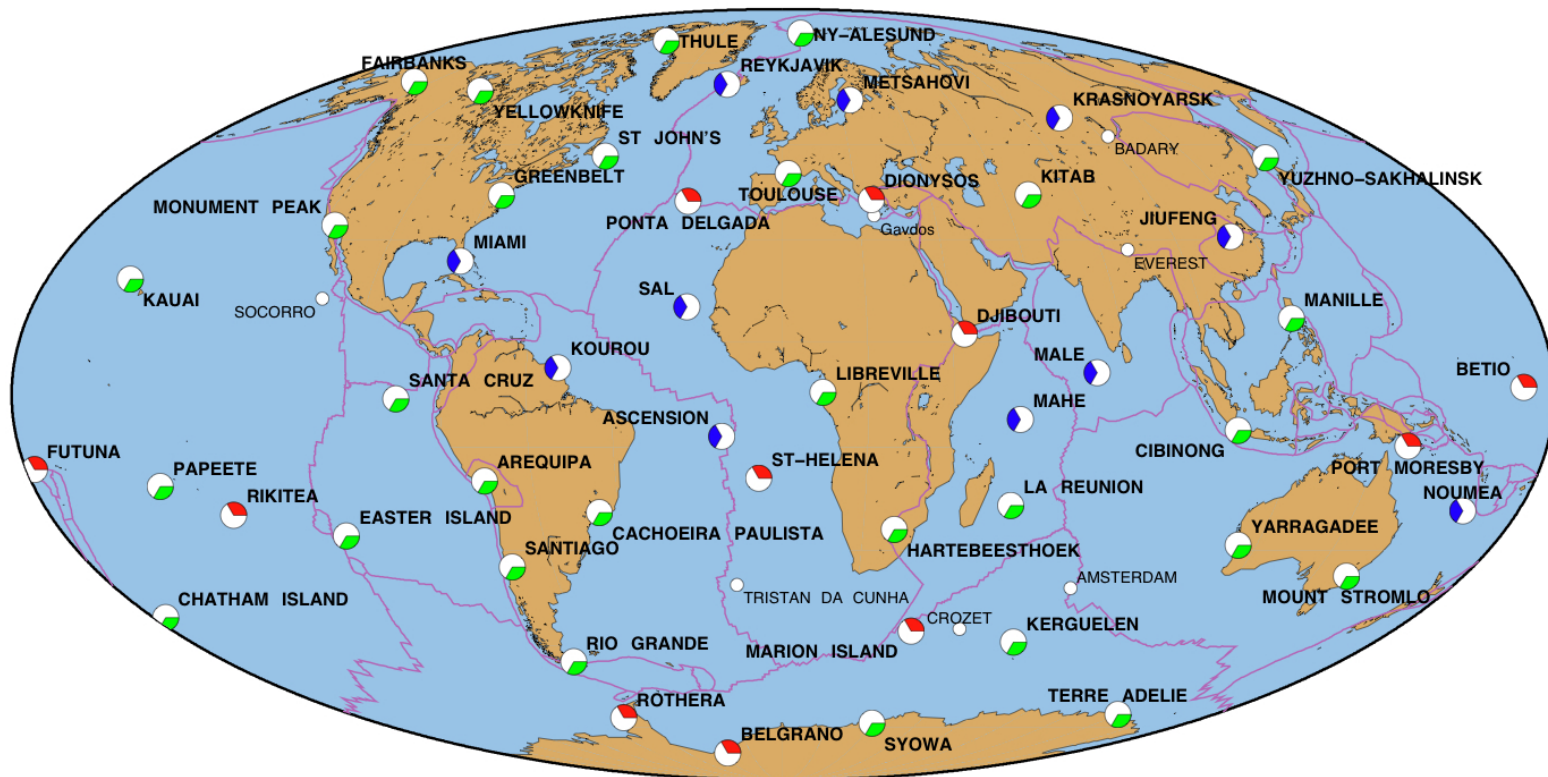 THULE
NY-ALESUND
FAIRBANKS
REYKJAVIK
METSAHOVI
YELLOWKNIFE
KRASNOYARSK
ST JOHN'S
BADARY
GREENBELT
TOULOUSE
DIONYSOS
KITAB
YUZHNO-SAKHALINSK
MONUMENT PEAK
PONTA DELGADA
Gavdos
JIUFENG
MIAMI
EVEREST
KAUAI
SOCORRO
SAL
MANILLE
DJIBOUTI
KOUROU
MALE
BETIO
SANTA CRUZ
LIBREVILLE
MAHE
ASCENSION
FUTUNA
CIBINONG
PAPEETE
AREQUIPA
ST-HELENA
PORT MORESBY
RIKITEA
LA REUNION
NOUMEA
EASTER ISLAND
CACHOEIRA PAULISTA
YARRAGADEE
SANTIAGO
HARTEBEESTHOEK
AMSTERDAM
CHATHAM ISLAND
TRISTAN DA CUNHA
MOUNT STROMLO
CROZET
KERGUELEN
RIO GRANDE
MARION ISLAND
ROTHERA
TERRE ADELIE
BELGRANO
SYOWA